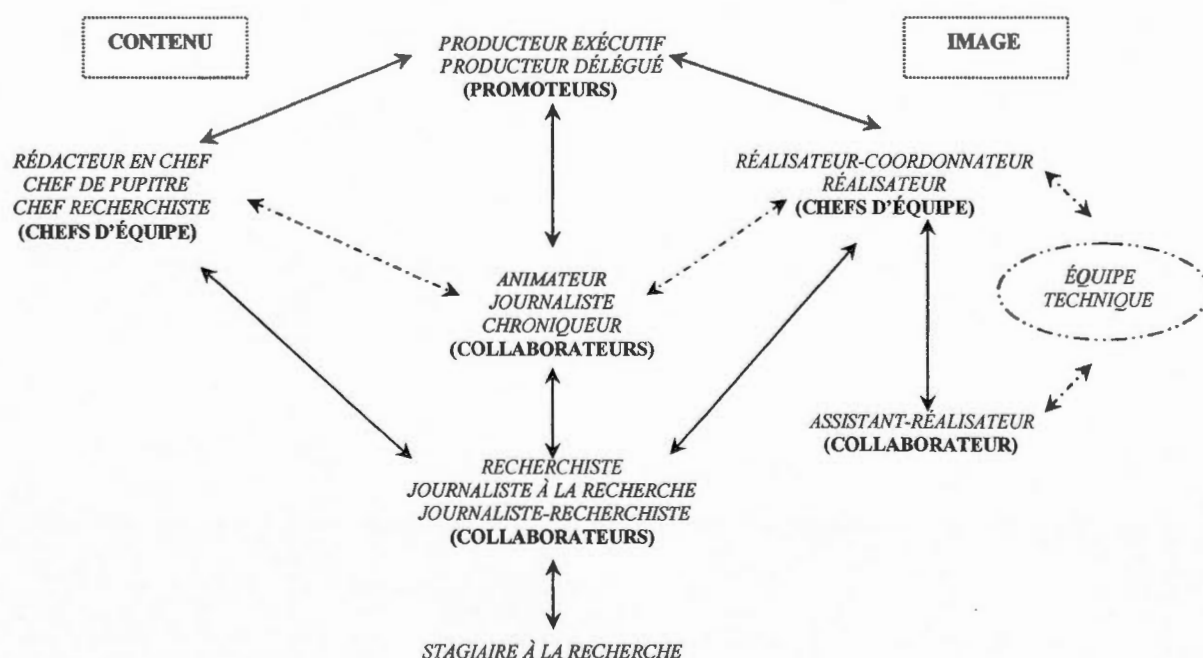 CONTENU
IMAGE
PRODUCTEUR EXÉCUTIF
PRODUCTEUR DÉLÉGUÉ
(PROMOTEURS)
RÉDACTEUR EN CHEF
CHEF DE PUPITRE
CHEF RECHERCHISTE
(CHEFS D'ÉQUIPE)
RÉALISATEUR-COORDONNATEUR
RÉALISATEUR
(CHEFS D'ÉQUIPE)
ANIMATEUR
JOURNALISTE
CHRONIQUEUR
(COLLABORATEURS)
ÉQUIPE
TECHNIQUE
ASSISTANT-RÉALISATEUR
(COLLABORATEUR)
RECHERCHISTE
JOURNALISTE À LA RECHERCHE
JOURNALISTE-RECHERCHISTE
(COLLABORATEURS)
STAGIAIRE À LA RECHERCHE